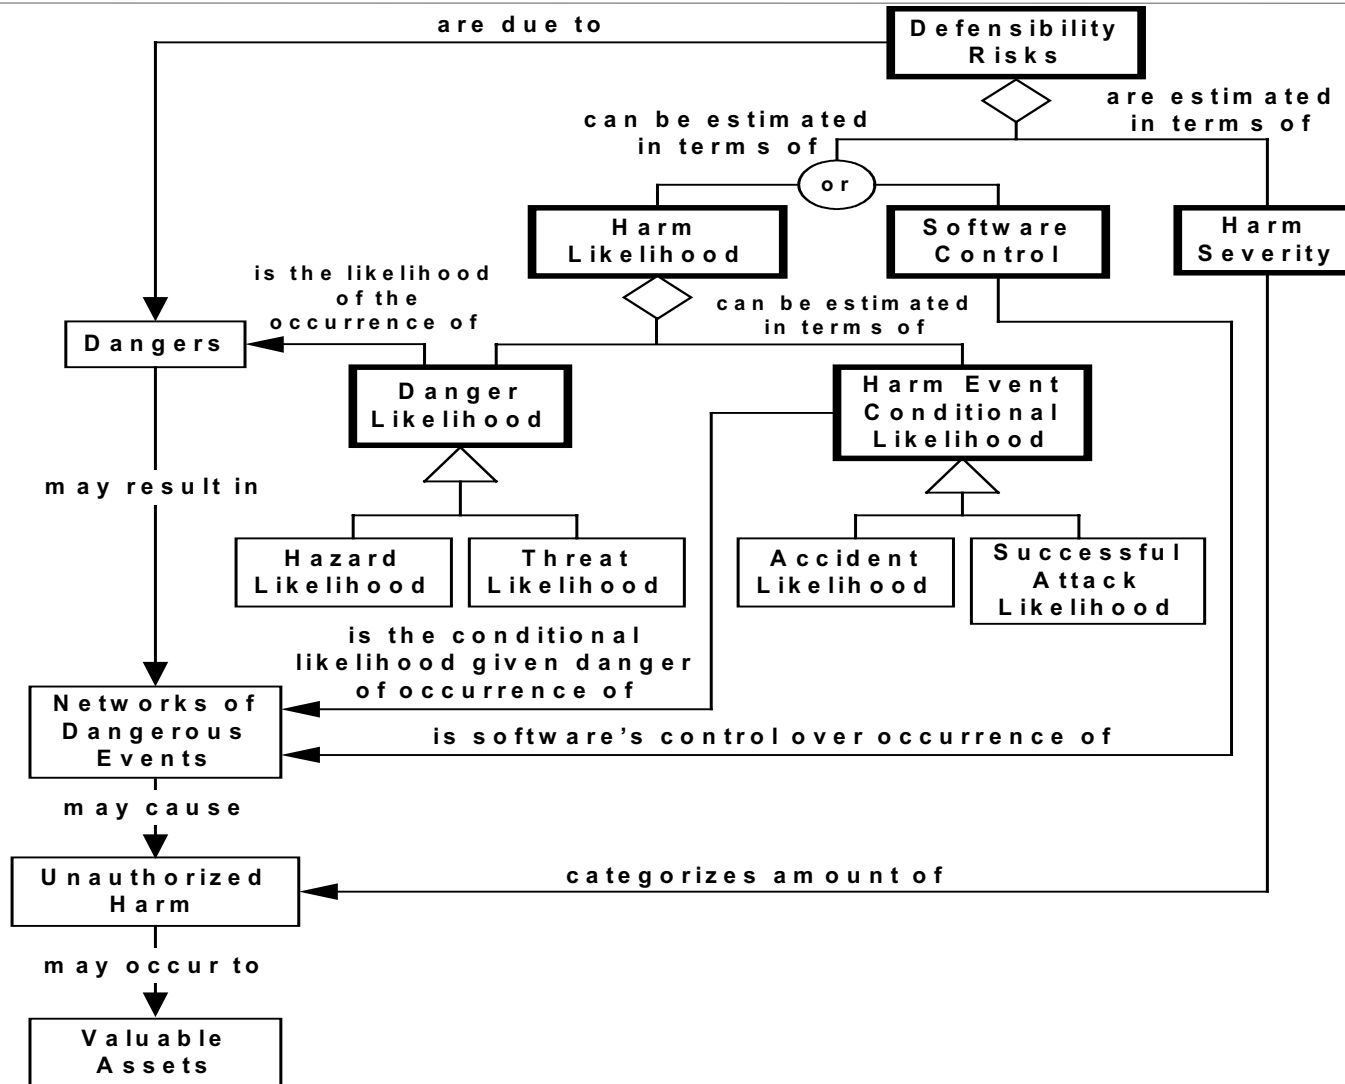 are due to
Defensibility
Risks
can be estimated
in terms of
are estimated
in terms of
or
Harm
Likelihood
Software
Control
Harm
Severity
is the likelihood
of the
occurrence of
can be estimated
in terms of
Dangers
Danger
Likelihood
Harm Event
Conditional
Likelihood
may result in
Hazard
Likelihood
Threat
Likelihood
Accident
Likelihood
Successful
Attack
Likelihood
is the conditional
likelihood given danger
of occurrence of
Networks of
Dangerous
Events
is software’s control over occurrence of
may cause
Unauthorized
Harm
categorizes amount of
may occur to
Valuable
Assets